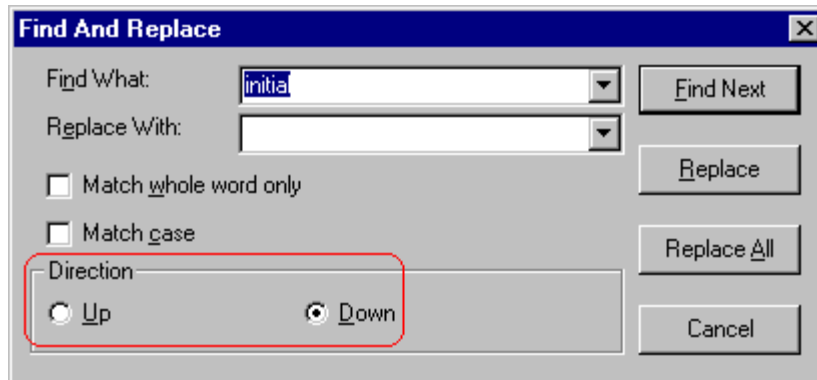 Find And Replace
Find What: initial Find Next
Replace With:
Replace
Match whole word only
Match case
Replace All
Direction
Up Down
Cancel